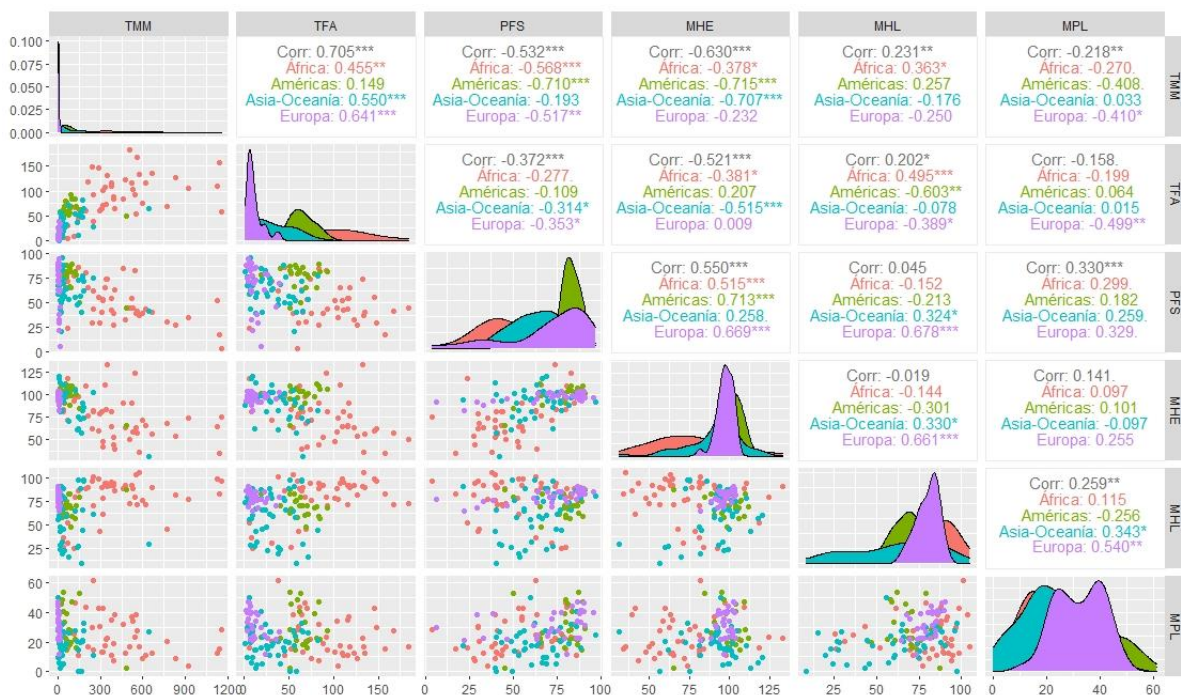 TMM TFA PFS MHE MHL MPL
0.100
0.075
0.050
0.025
0.000
Corr: 0.705***
África: 0.455**
Américas: 0.149
Asia-Oceanía: 0.550***
Europa: 0.641***
Corr: -0.532***
África: -0.568***
Américas: -0.710***
Asia-Oceanía: -0.193
Europa: -0.517**
Corr: -0.630***
África: -0.378*
Américas: -0.715***
Asia-Oceanía: -0.707***
Europa: -0.232
Corr: 0.231**
África: 0.363*
Américas: 0.257
Asia-Oceanía: -0.176
Europa: -0.250
Corr: -0.218**
África: -0.270
Américas: -0.408.
Asia-Oceanía: 0.033
Europa: -0.410*
TMM
150
100
50
0
Corr: -0.372***
África: -0.277.
Américas: -0.109
Asia-Oceanía: -0.314*
Europa: -0.353*
Corr: -0.521***
África: -0.381*
Américas: 0.207
Asia-Oceanía: -0.515***
Europa: 0.009
Corr: 0.202*
África: 0.495***
Américas: -0.603**
Asia-Oceanía: -0.078
Europa: -0.389*
Corr: -0.158.
África: -0.199
Américas: 0.064
Asia-Oceanía: 0.015
Europa: -0.499**
TFA
100
75
50
25
0
Corr: 0.550***
África: 0.515***
Américas: 0.713***
Asia-Oceanía: 0.258.
Europa: 0.669***
Corr: 0.045
África: -0.152
Américas: -0.213
Asia-Oceanía: 0.324*
Europa: 0.678***
Corr: 0.330***
África: 0.299.
Américas: 0.182
Asia-Oceanía: 0.259.
Europa: 0.329.
PFS
125
100
75
50
Corr: -0.019
África: -0.144
Américas: -0.301
Asia-Oceanía: 0.330*
Europa: 0.661***
Corr: 0.141.
África: 0.097
Américas: 0.101
Asia-Oceanía: -0.097
Europa: 0.255
MHE
100
75
50
25
Corr: 0.259**
África: 0.115
Américas: -0.256
Asia-Oceanía: 0.343*
Europa: 0.540**
MHL
60
40
20
0
MPL
0 300 600 900 1200
0 50 100 150
0 25 50 75 100
50 75 100 125
25 50 75 100
0 20 40 60